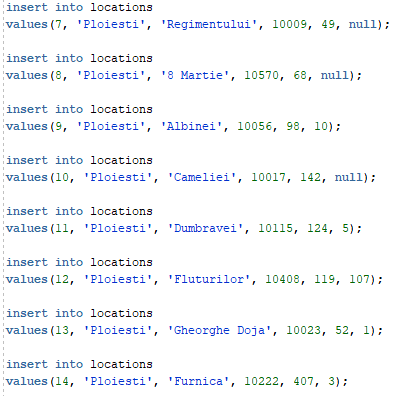 insert into locations
values(7, 'Ploiesti', 'Regimentului', 10009, 49, null);
insert into locations
values(8, 'Ploiesti', '8 Martie', 10570, 68, null);
insert into locations
values(9, 'Ploiesti', 'Albinei', 10056, 98, 10);
insert into locations
values(10, 'Ploiesti', 'Cameliei', 10017, 142, null);
insert into locations
values(11, 'Ploiesti', 'Dumbravei', 10115, 124, 5);
insert into locations
values(12, 'Ploiesti', 'Fluturilor', 10408, 119, 107);
insert into locations
values(13, 'Ploiesti', 'Gheorghe Doja', 10023, 52, 1);
insert into locations
values(14, 'Ploiesti', 'Furnica', 10222, 407, 3);